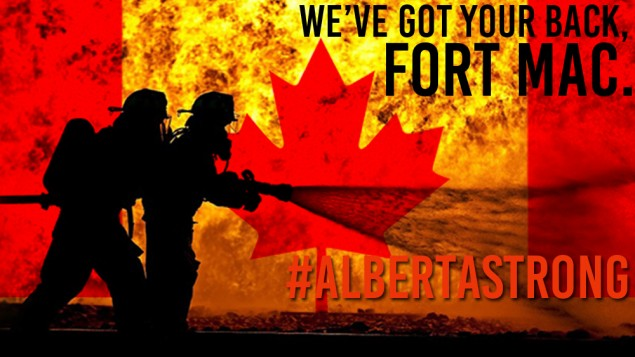 WE'VE GOT YOUR BACK,
FORT MAC.
#ALBERTASTRONG